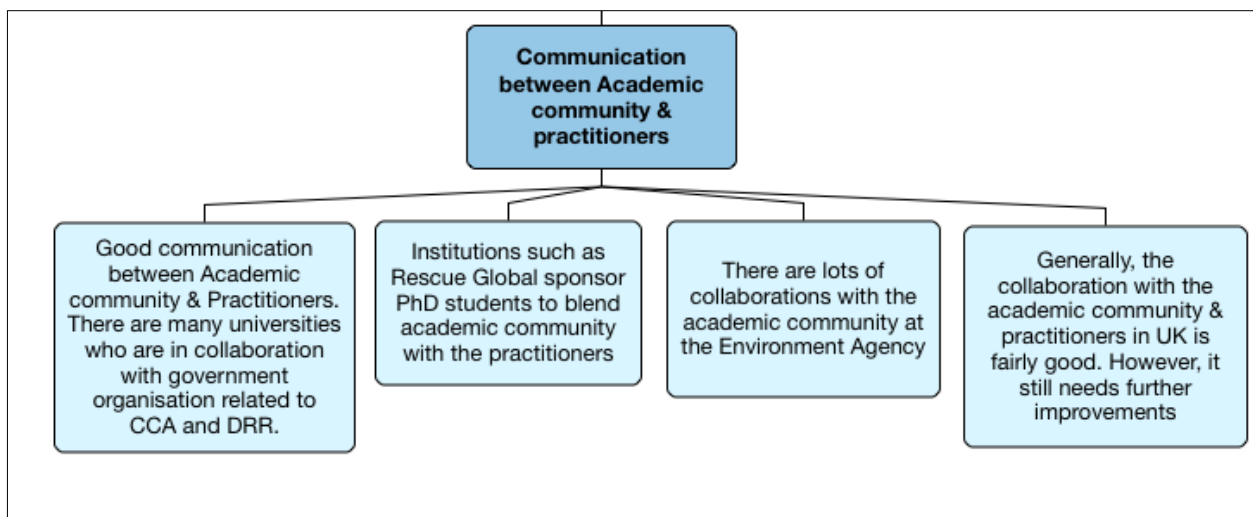 Communication
between Academic
community &
practitioners
Good communication
between Academic
community & Practitioners.
There are many universities
who are in collaboration
with government
organisation related to
CCA and DRR.
Institutions such as
Rescue Global sponsor
PhD students to blend
academic community
with the practitioners
There are lots of
collaborations with the
academic community at
the Environment Agency
Generally, the
collaboration with the
academic community &
practitioners in UK is
fairly good. However, it
still needs further
improvements